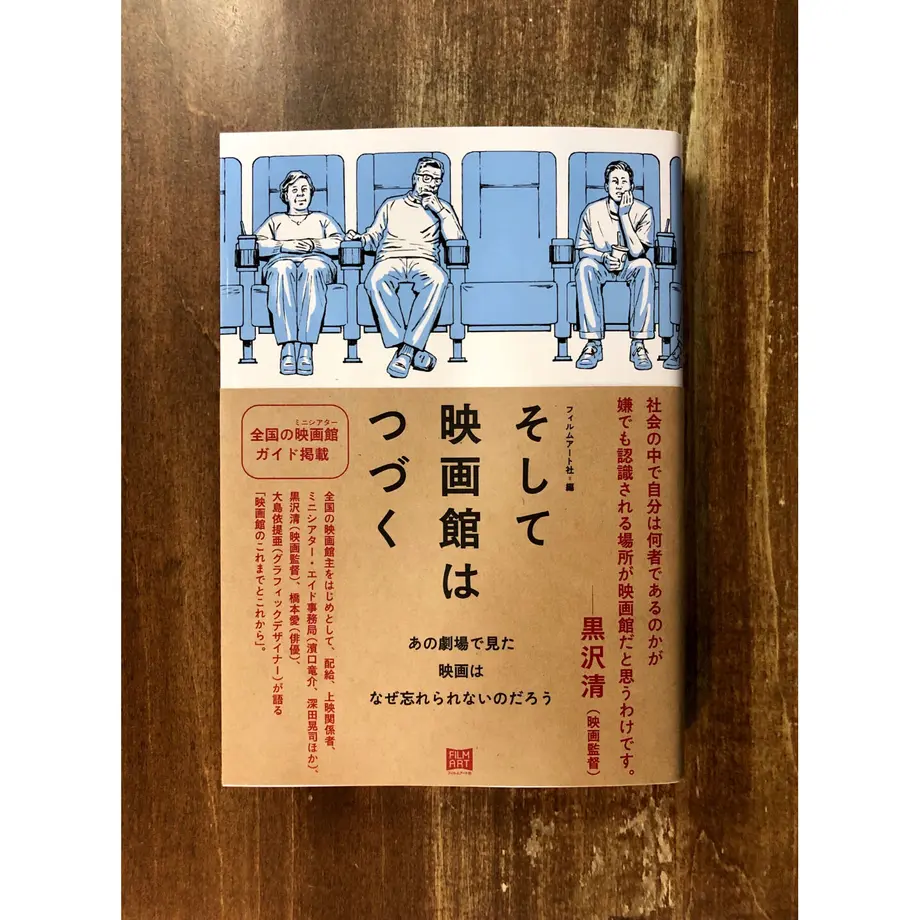 社会の中で自分は何者であるのかが
嫌でも認識される場所が映画館だと思うわけです。
――黒沢清(映画監督)
フィルムアート社=編
そして
映画館は
つづく
あの劇場で見た
映画は
なぜ忘れられないのだろう
ミニシアター
全国の映画館
ガイド掲載
全国の映画館主をはじめとして、配給、上映関係者、
ミニシアター・エイド事務局(濱口竜介、深田晃司ほか)、
黒沢清(映画監督)、橋本愛(俳優)、
大島依提亜(グラフィックデザイナー)が語る
「映画館のこれまでとこれから」。
FILM
ART
フィルムアート社